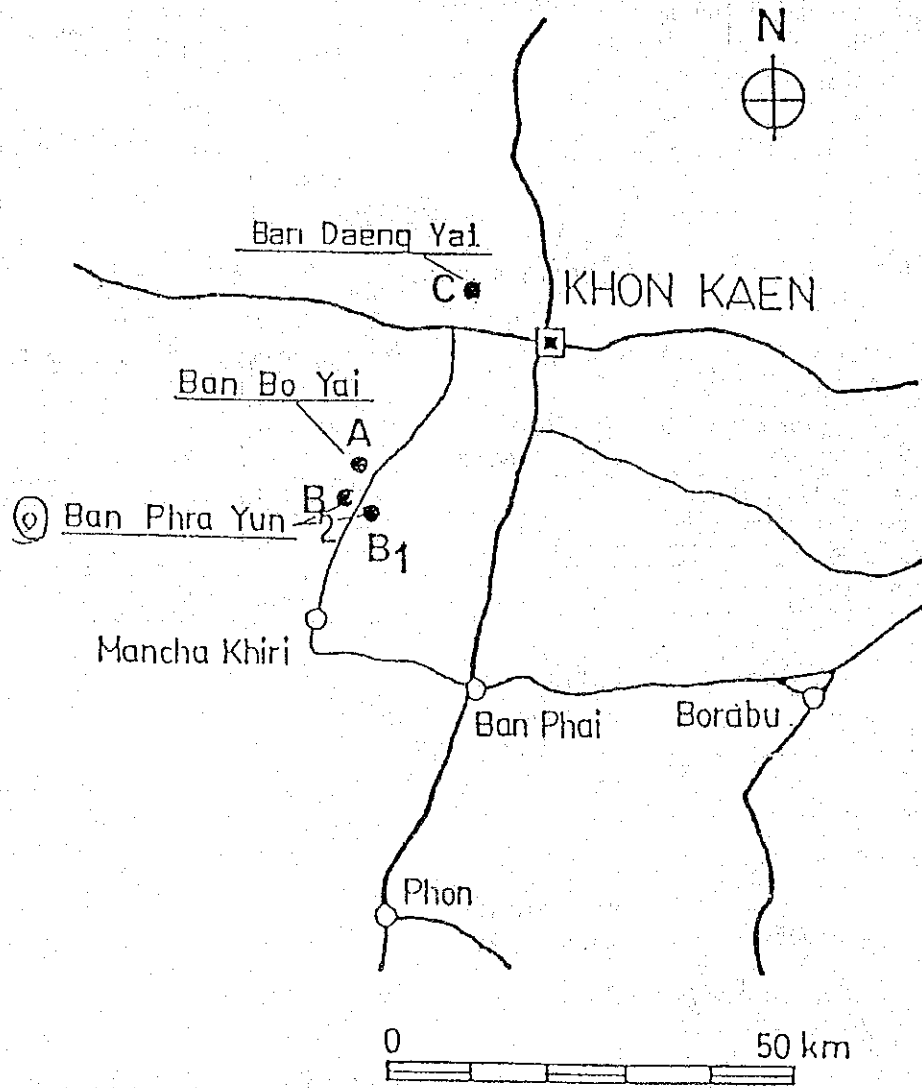 N
Ban Daeng Yai
C
KHON KAEN
Ban Bo Yai
A
B2
Ban Phra Yun
B1
Mancha Khiri
Ban Phai
Borabu
Phon
0 50 km